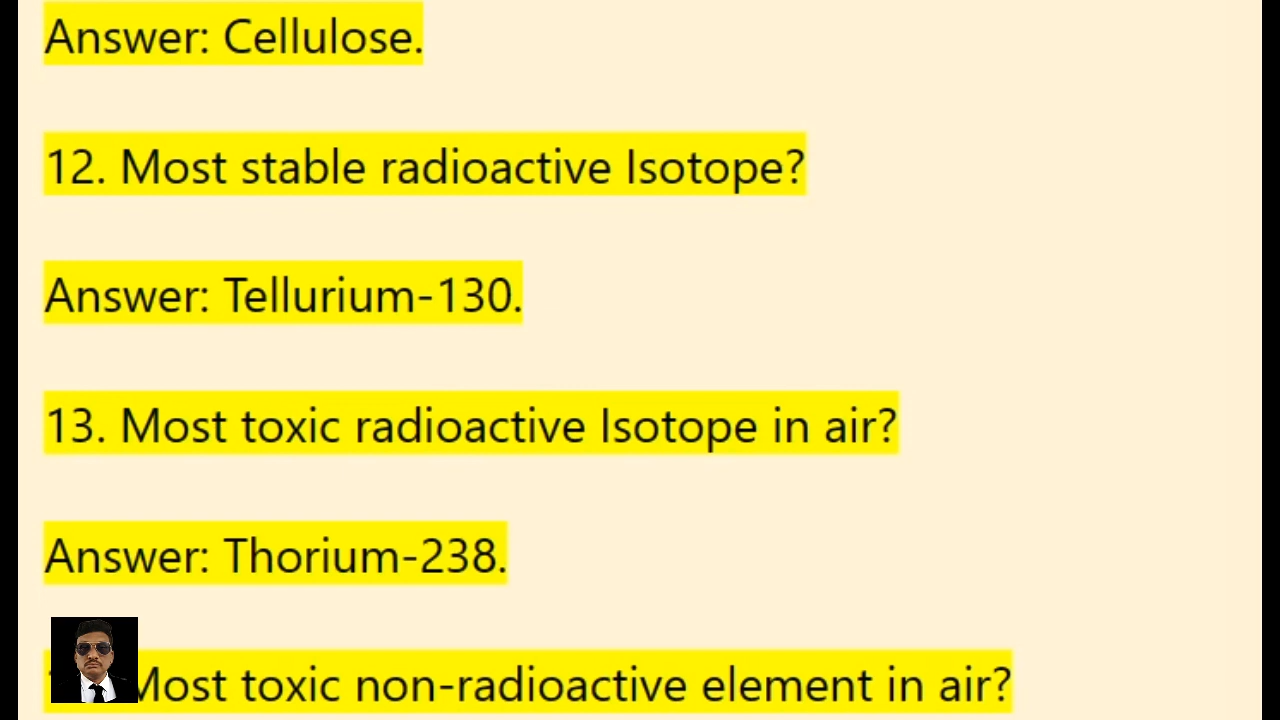 Answer: Cellulose.
12. Most stable radioactive Isotope?
Answer: Tellurium-130.
13. Most toxic radioactive Isotope in air?
Answer: Thorium-238.
Most toxic non-radioactive element in air?